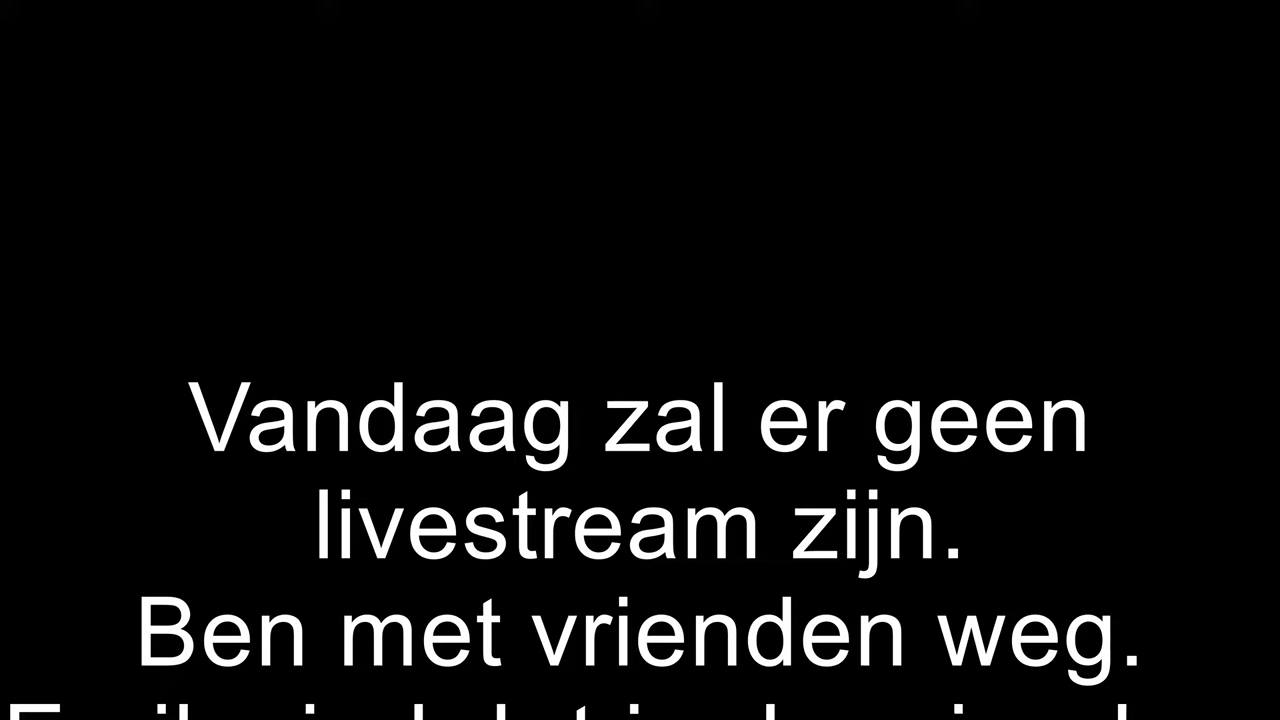 Vandaag zal er geen
livestream zijn.
Ben met vrienden weg.